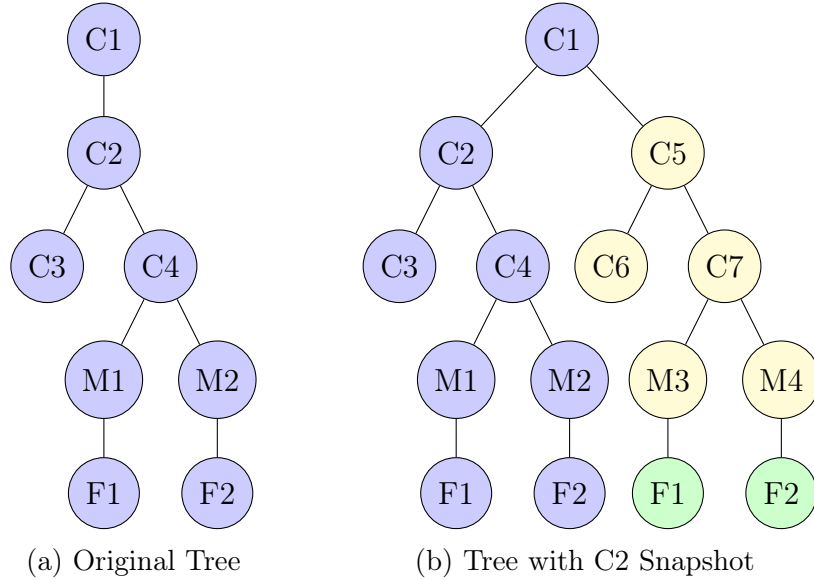 C1
C2
C3 C4
M1 M2
F1 F2
(a) Original Tree
C1
C2 C5
C3 C4 C6 C7
M1 M2 M3 M4
F1 F2 F1 F2
(b) Tree with C2 Snapshot